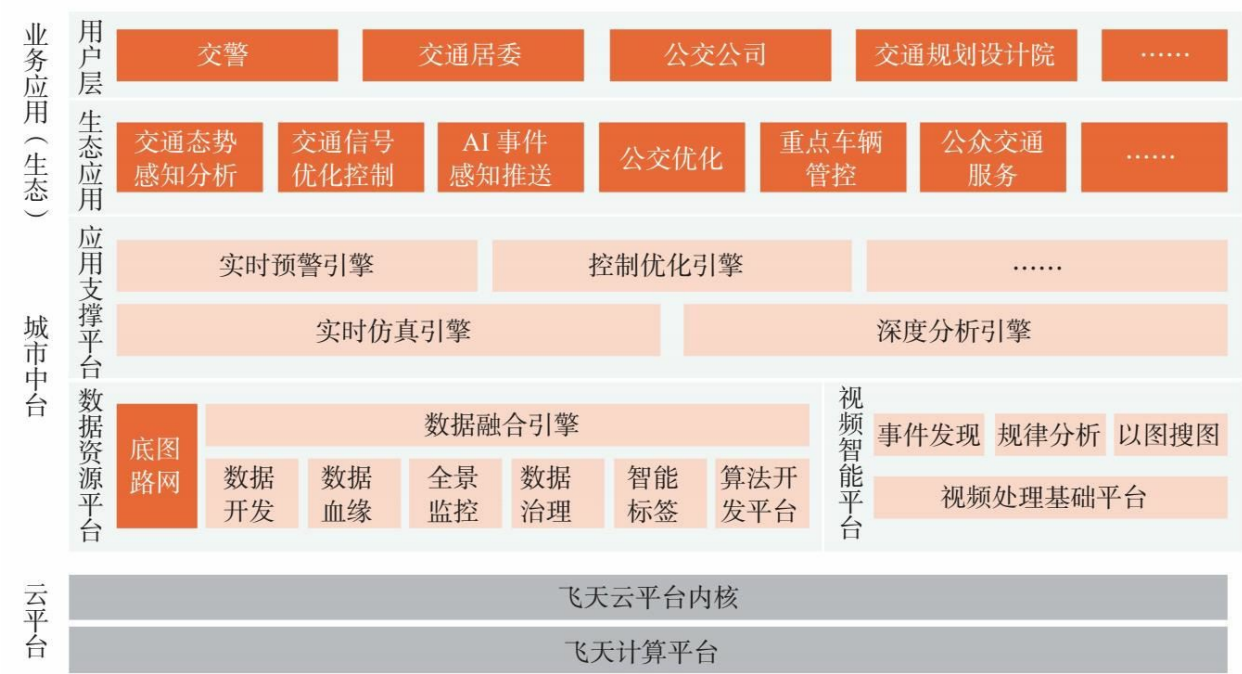 业务应用（生态）
用户层
交警
交通居委
公交公司
交通规划设计院
……
生态应用
交通态势
感知分析
交通信号
优化控制
AI 事件
感知推送
公交优化
重点车辆
管控
公众交通
服务
……
城市中台
应用支撑平台
实时预警引擎
控制优化引擎
……
实时仿真引擎
深度分析引擎
数据资源平台
底图
路网
数据融合引擎
数据
开发
数据
血缘
全景
监控
数据
治理
智能
标签
算法开
发平台
视频智能平台
事件发现
规律分析
以图搜图
视频处理基础平台
云平台
飞天云平台内核
飞天计算平台